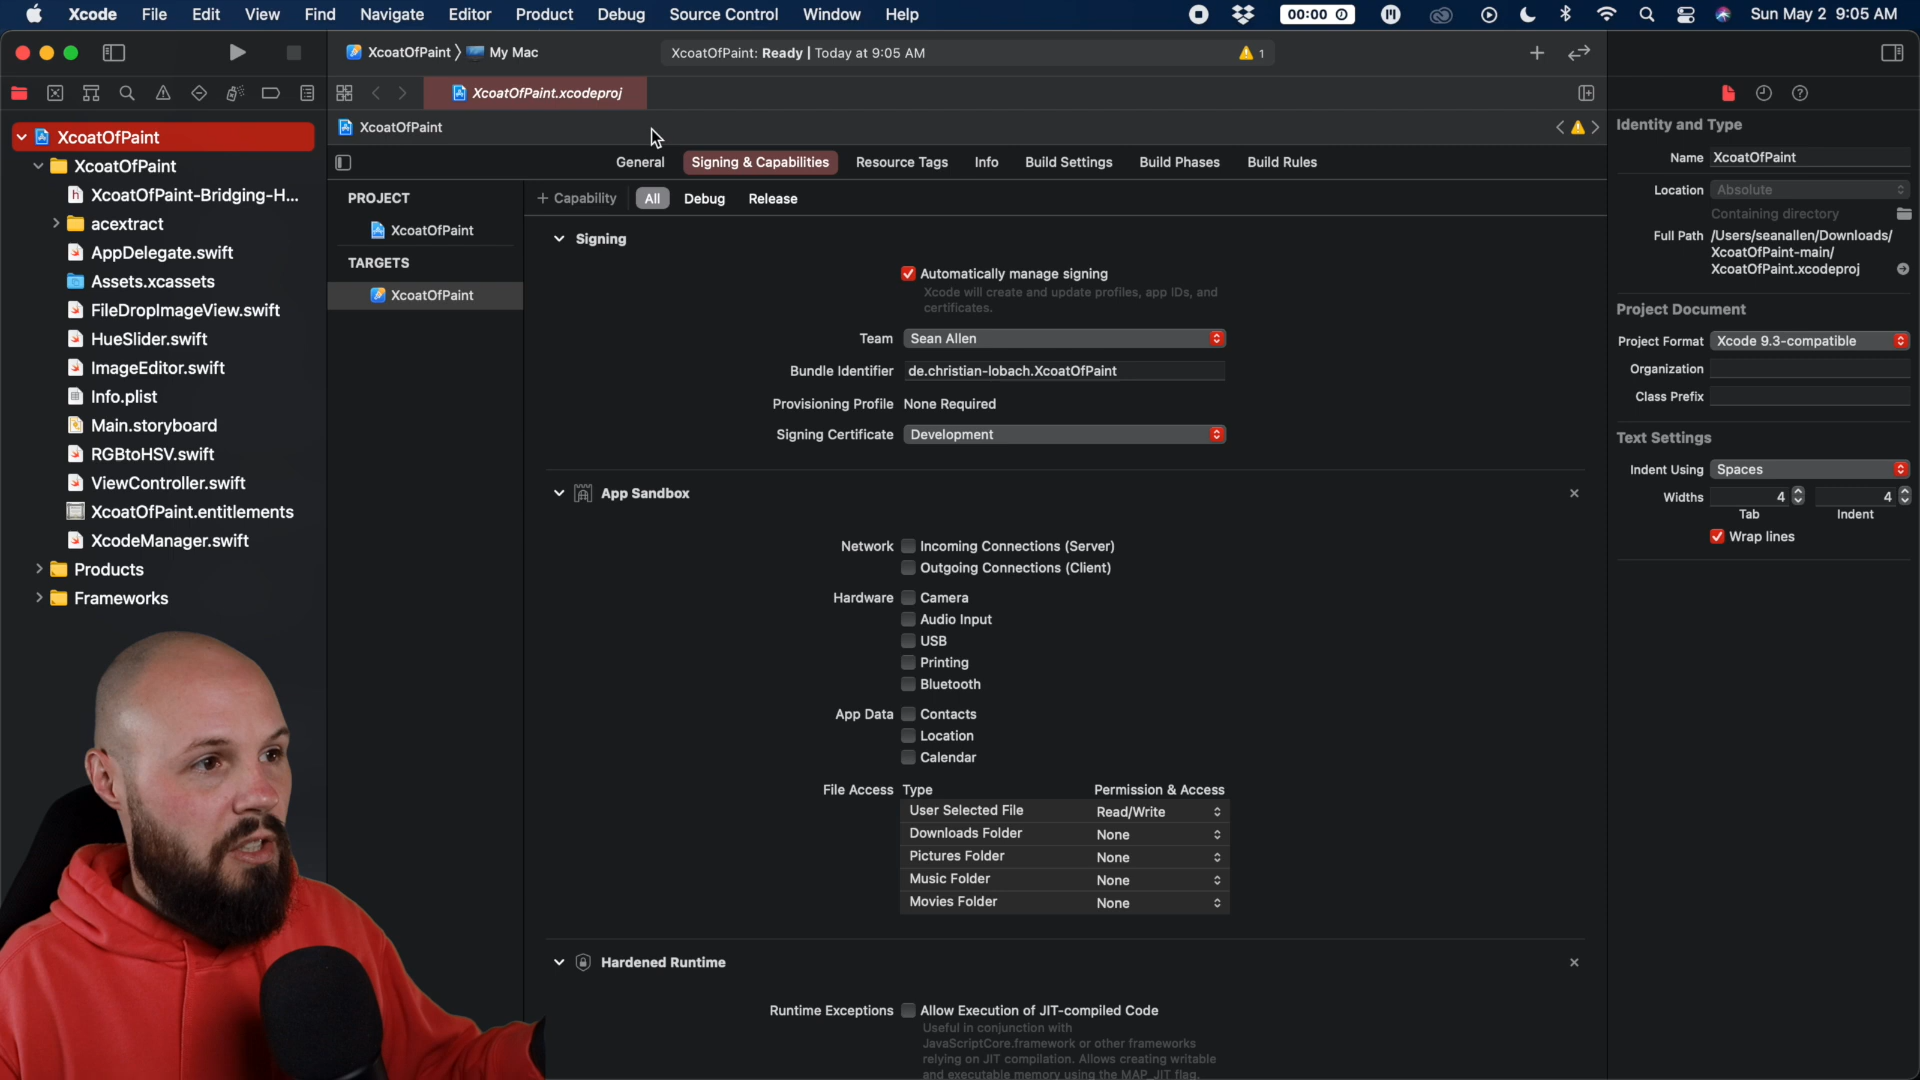 Xcode File Edit View Find Navigate Editor Product Debug Source Control Window Help
00:00 Sun May 2 9:05 AM
XcoatOfPaint My Mac
XcoatOfPaint: Ready | Today at 9:05 AM
1
XcoatOfPaint.xcodeproj
XcoatOfPaint
General
Signing & Capabilities
Resource Tags
Info
Build Settings
Build Phases
Build Rules
XcoatOfPaint
XcoatOfPaint
XcoatOfPaint-Bridging-H...
acextract
AppDelegate.swift
Assets.xcassets
FileDropImageView.swift
HueSlider.swift
ImageEditor.swift
Info.plist
Main.storyboard
RGBtoHSV.swift
ViewController.swift
XcoatOfPaint.entitlements
XcodeManager.swift
Products
Frameworks
PROJECT
XcoatOfPaint
TARGETS
XcoatOfPaint
+ Capability
All
Debug
Release
Signing
Automatically manage signing
Xcode will create and update profiles, app IDs, and
certificates.
Team Sean Allen
Bundle Identifier de.christian-lobach.XcoatOfPaint
Provisioning Profile None Required
Signing Certificate Development
App Sandbox
Network Incoming Connections (Server)
Outgoing Connections (Client)
Hardware Camera
Audio Input
USB
Printing
Bluetooth
App Data Contacts
Location
Calendar
File Access Type Permission & Access
User Selected File Read/Write
Downloads Folder None
Pictures Folder None
Music Folder None
Movies Folder None
Hardened Runtime
Runtime Exceptions Allow Execution of JIT-compiled Code
Useful in conjunction with
JavaScriptCore.framework or other frameworks
relying on JIT compilation. Allows creating writable
and executable memory using the MAP_JIT flag.
Identity and Type
Name XcoatOfPaint
Location Absolute
Containing directory
Full Path /Users/seanallen/Downloads/
XcoatOfPaint-main/
XcoatOfPaint.xcodeproj
Project Document
Project Format Xcode 9.3-compatible
Organization
Class Prefix
Text Settings
Indent Using Spaces
Widths 4 4
Tab Indent
Wrap lines